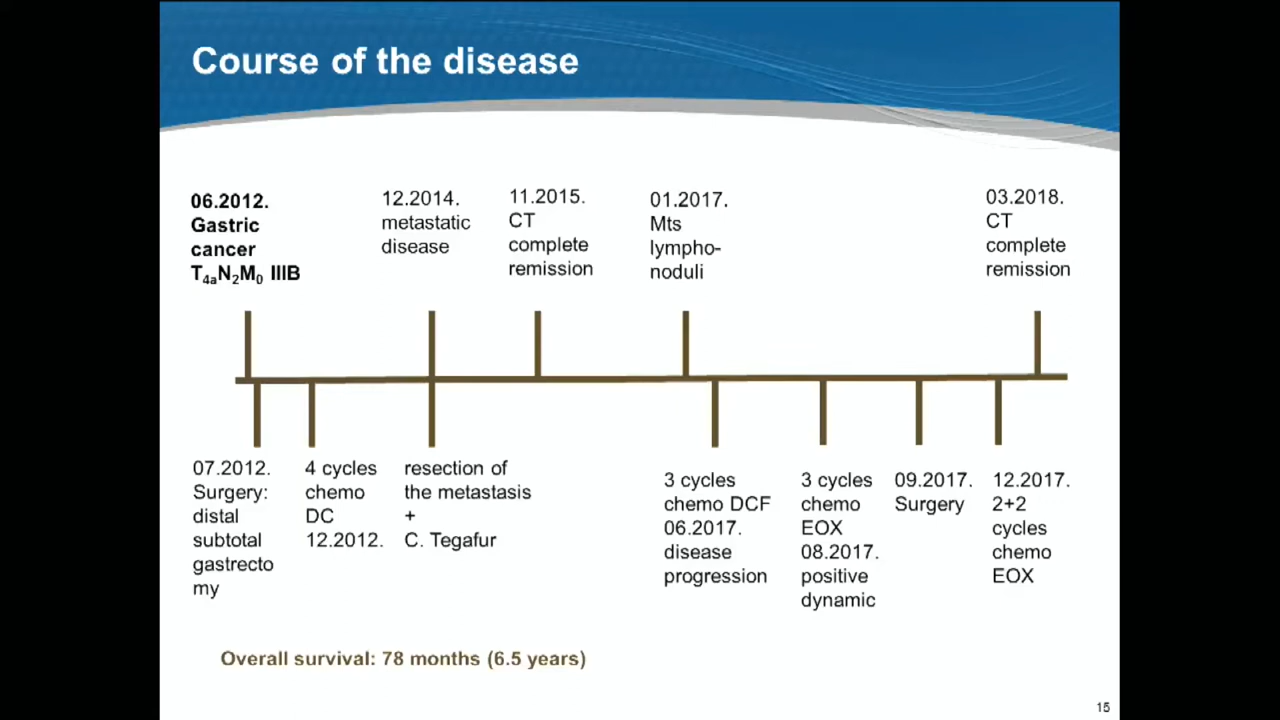 Course of the disease
06.2012.
Gastric
cancer
T4aN2M0 IIIB
12.2014.
metastatic
disease
11.2015.
CT
complete
remission
01.2017.
Mts
lympho-
noduli
03.2018.
CT
complete
remission
07.2012.
Surgery:
distal
subtotal
gastrecto
my
4 cycles
chemo
DC
12.2012.
resection of
the metastasis
+
C. Tegafur
3 cycles
chemo DCF
06.2017.
disease
progression
3 cycles
chemo
EOX
08.2017.
positive
dynamic
09.2017.
Surgery
12.2017.
2+2
cycles
chemo
EOX
Overall survival: 78 months (6.5 years)
15